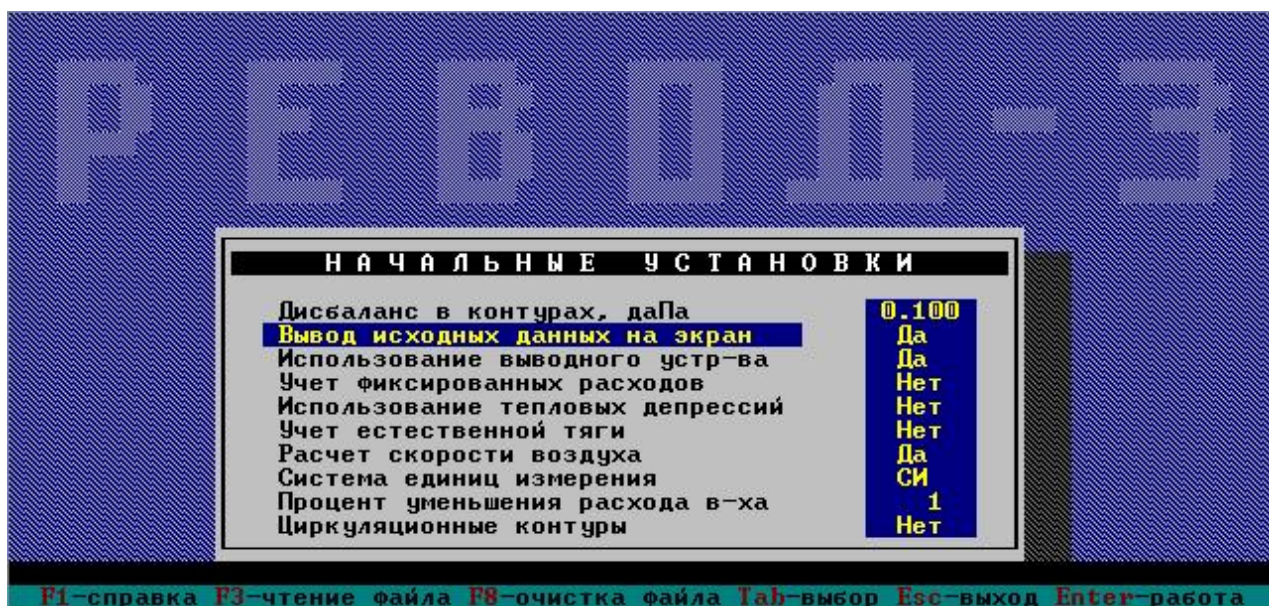 РЕВОД-3
НАЧАЛЬНЫЕ УСТАНОВКИ
Дисбаланс в контурах, даПа 0.100
Вывод исходных данных на экран Да
Использование выводного устр-ва Да
Учет фиксированных расходов Нет
Использование тепловых депрессий Нет
Учет естественной тяги Нет
Расчет скорости воздуха Да
Система единиц измерения СИ
Процент уменьшения расхода в-ха 1
Циркуляционные контуры Нет
F1-справка F3-чтение файла F8-очистка файла Tab-выбор Esc-выход Enter-работа